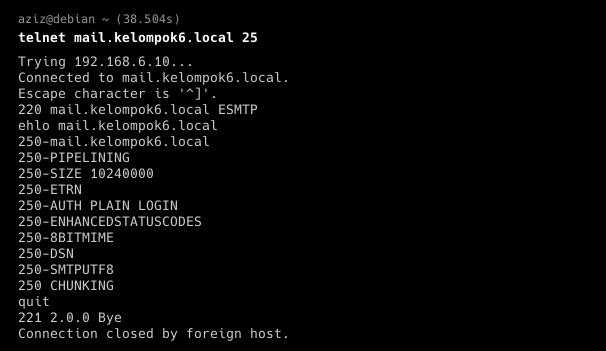 aziz@debian ~ (38.504s)
telnet mail.kelompok6.local 25
Trying 192.168.6.10...
Connected to mail.kelompok6.local.
Escape character is '^]'.
220 mail.kelompok6.local ESMTP
ehlo mail.kelompok6.local
250-mail.kelompok6.local
250-PIPELINING
250-SIZE 10240000
250-ETRN
250-AUTH PLAIN LOGIN
250-ENHANCEDSTATUSCODES
250-8BITMIME
250-DSN
250-SMTPUTF8
250 CHUNKING
quit
221 2.0.0 Bye
Connection closed by foreign host.